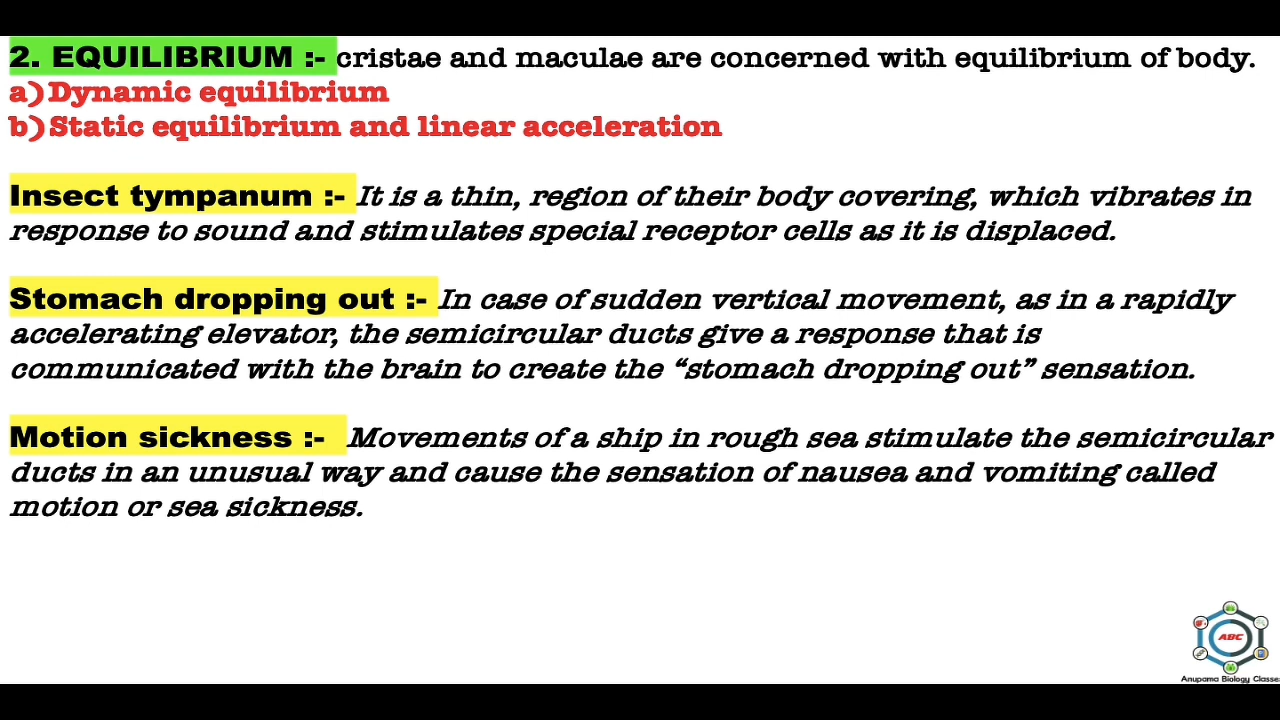 2. EQUILIBRIUM :- cristae and maculae are concerned with equilibrium of body.
a) Dynamic equilibrium
b) Static equilibrium and linear acceleration
Insect tympanum :- It is a thin, region of their body covering, which vibrates in
response to sound and stimulates special receptor cells as it is displaced.
Stomach dropping out :- In case of sudden vertical movement, as in a rapidly
accelerating elevator, the semicircular ducts give a response that is
communicated with the brain to create the “stomach dropping out” sensation.
Motion sickness :- Movements of a ship in rough sea stimulate the semicircular
ducts in an unusual way and cause the sensation of nausea and vomiting called
motion or sea sickness.
ABC
Anupama Biology Classe